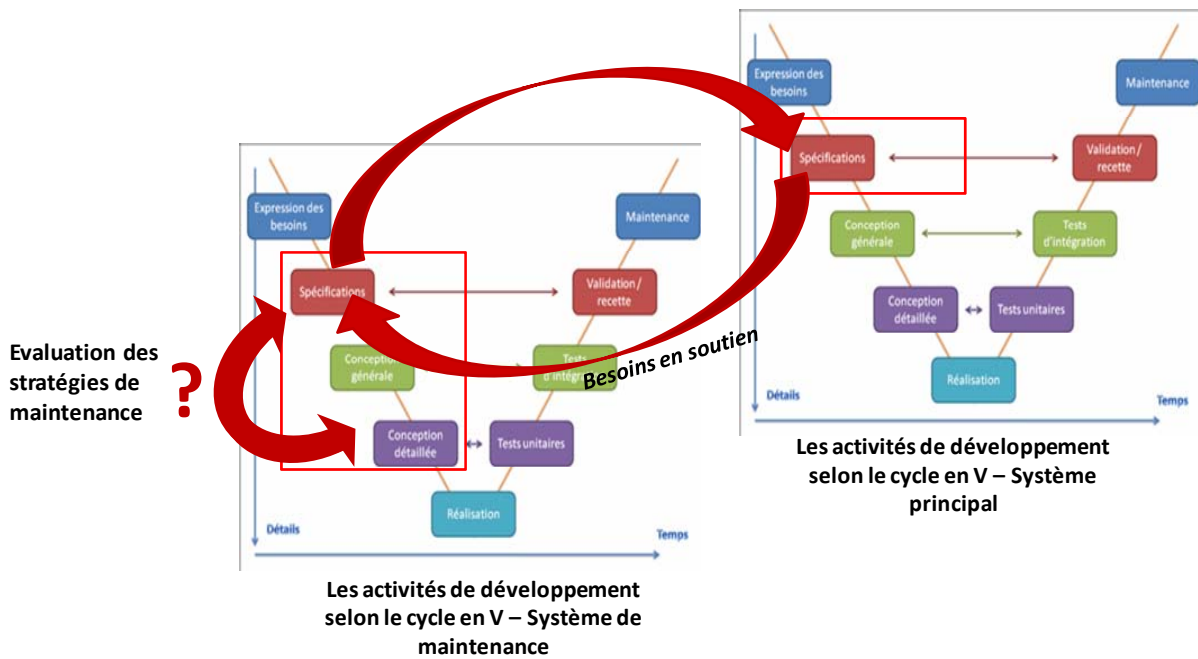 Expression des
besoins
Maintenance
Spécifications
Validation /
recette
Conception
générale
Tests
d'intégration
Conception
détaillée
Tests unitaires
Réalisation
Détails
Temps
Les activités de développement
selon le cycle en V – Système
principal
Besoins en soutien
Evaluation des
stratégies de
maintenance
?
Expression des
besoins
Maintenance
Spécifications
Validation /
recette
Conception
générale
Tests
d'intégration
Conception
détaillée
Tests unitaires
Réalisation
Détails
Temps
Les activités de développement
selon le cycle en V – Système de
maintenance